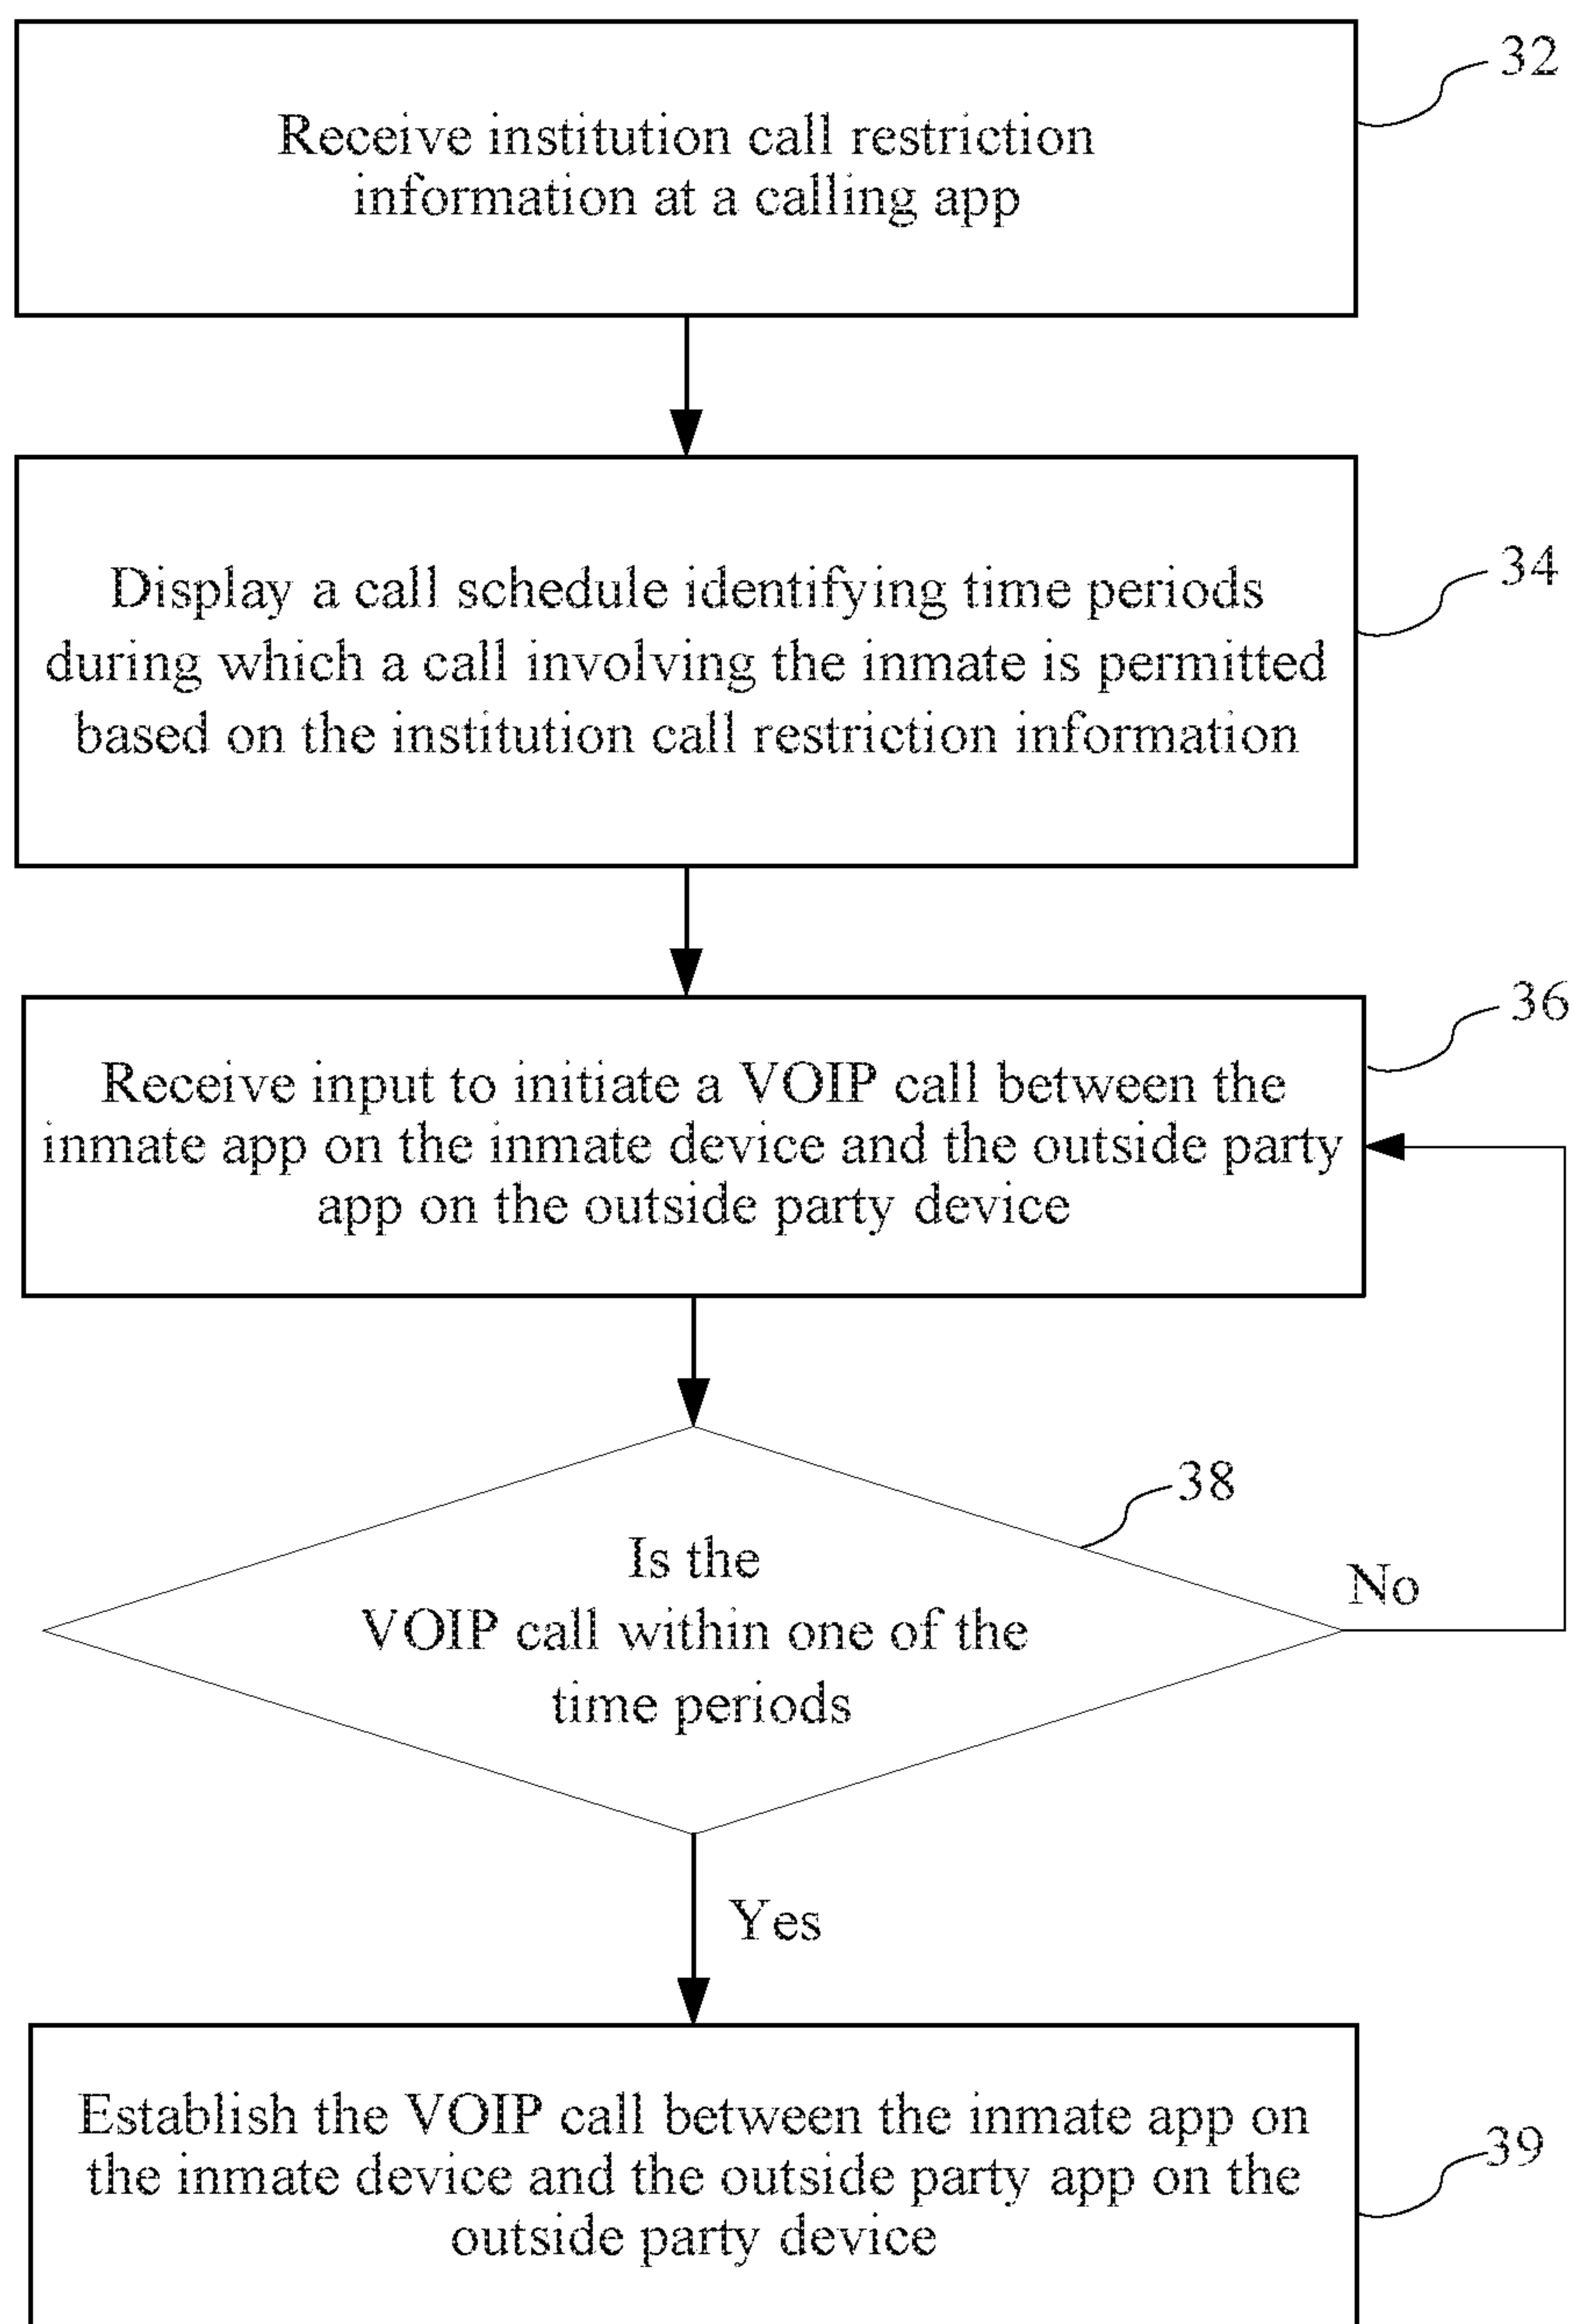 32
Receive institution call restriction
information at a calling app
34
Display a call schedule identifying time periods
during which a call involving the inmate is permitted
based on the institution call restriction information
36
Receive input to initiate a VOIP call between the
inmate app on the inmate device and the outside party
app on the outside party device
38
Is the
VOIP call within one of the
time periods
No
Yes
Establish the VOIP call between the inmate app on
the inmate device and the outside party app on the
outside party device
39